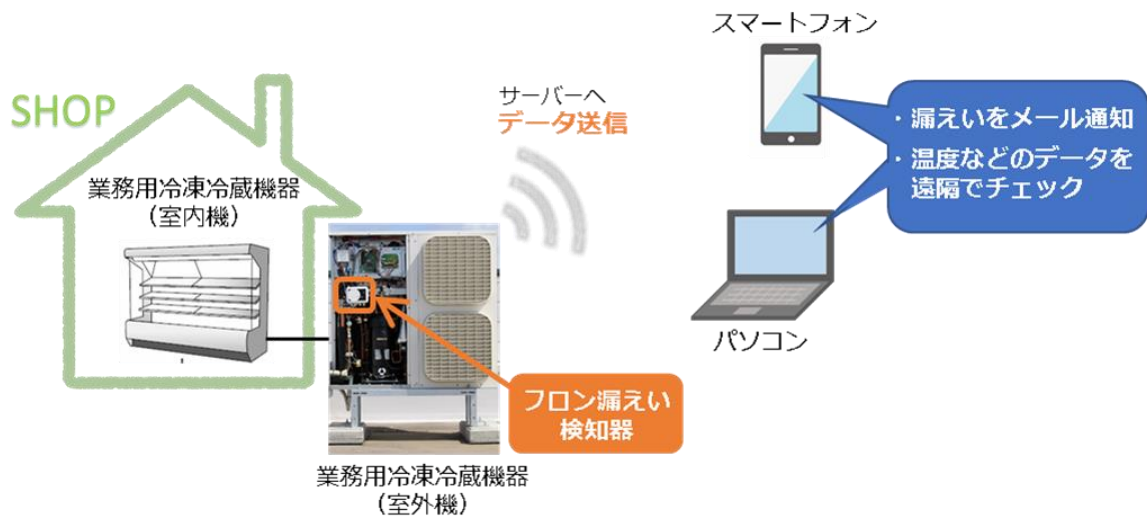 スマートフォン
SHOP
サーバーへ
データ送信
・漏えいをメール通知
・温度などのデータを
遠隔でチェック
業務用冷凍冷蔵機器
（室内機）
パソコン
フロン漏えい
検知器
業務用冷凍冷蔵機器
（室外機）